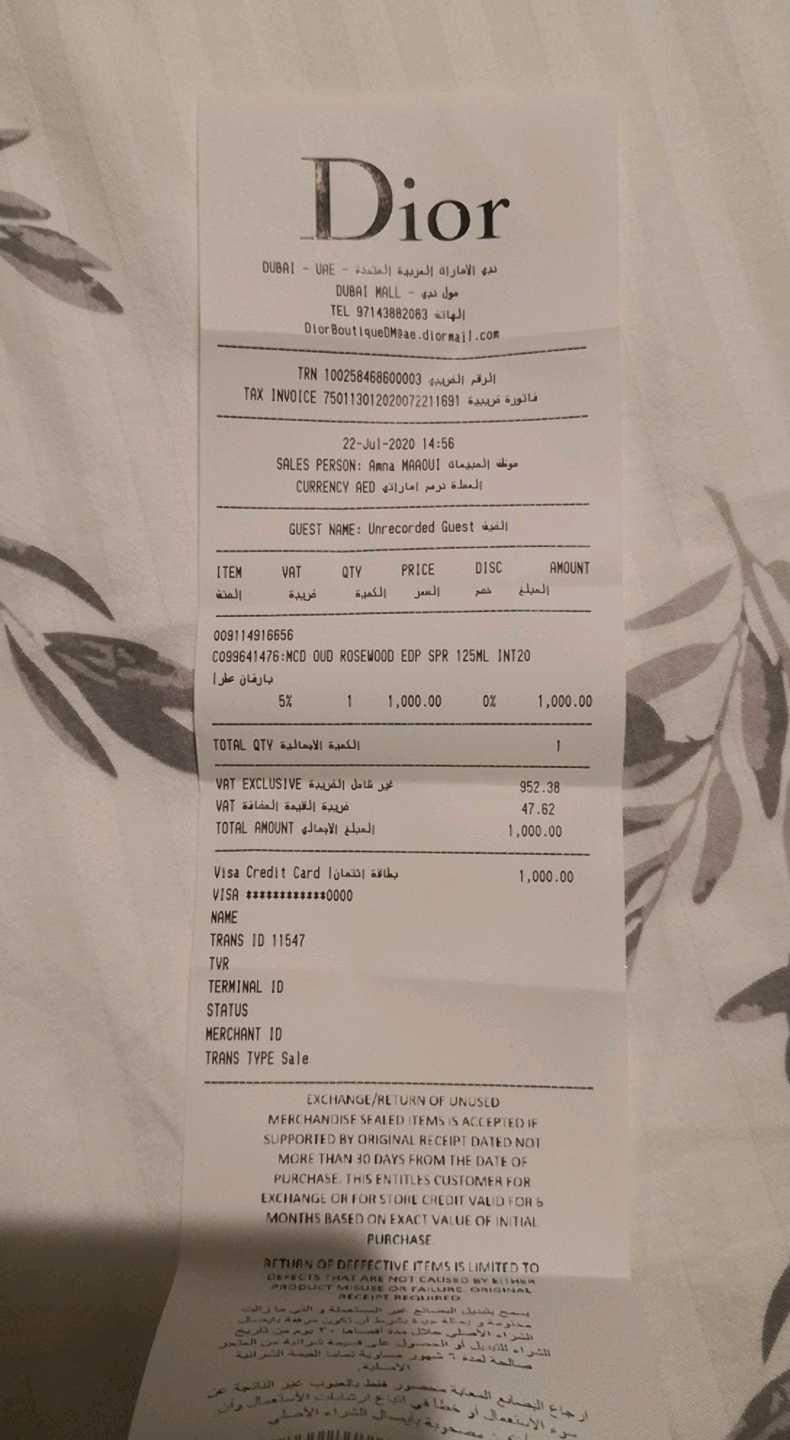 Dior
DUBAI - UAE - دبي الامارات العربية المتحدة
DUBAI MALL - مول دبي
TEL 97143882083 الهاتف
DiorBoutiqueDM@ae.diormail.com
TRN 100258468600003 الرقم الضريبي
TAX INVOICE 750113012020072211691 فاتورة ضريبية
22-Jul-2020 14:56
SALES PERSON: Amna MAAOUI موظف المبيعات
CURRENCY AED العملة درهم اماراتي
GUEST NAME: Unrecorded Guest الضيف
ITEM VAT QTY PRICE DISC AMOUNT
الصنف ضريبة الكمية السعر خصم المبلغ
009114916656
C099641476:MCD OUD ROSEWOOD EDP SPR 125ML INT20
بارفان عطرا
5% 1 1,000.00 0% 1,000.00
TOTAL QTY الكمية الاجمالية 1
VAT EXCLUSIVE غير شامل الضريبة 952.38
VAT ضريبة القيمة المضافة 47.62
TOTAL AMOUNT المبلغ الاجمالي 1,000.00
Visa Credit Card بطاقة إئتمان 1,000.00
VISA ************0000
NAME
TRANS ID 11547
TVR
TERMINAL ID
STATUS
MERCHANT ID
TRANS TYPE Sale
EXCHANGE/RETURN OF UNUSED
MERCHANDISE SEALED ITEMS IS ACCEPTED IF
SUPPORTED BY ORIGINAL RECEIPT DATED NOT
MORE THAN 30 DAYS FROM THE DATE OF
PURCHASE. THIS ENTITLES CUSTOMER FOR
EXCHANGE OR FOR STORE CREDIT VALID FOR 6
MONTHS BASED ON EXACT VALUE OF INITIAL
PURCHASE
RETURN OF DEFFECTIVE ITEMS IS LIMITED TO
DEFECTS THAT ARE NOT CAUSED BY EITHER
PRODUCT MISUSE OR FAILURE. ORIGINAL
RECEIPT REQUIRED
يسمح بتبديل البضائع غير المستعملة و التي ما زالت
مختومة و بحالة جيدة بشرط أن تكون مرفقة بإيصال
الشراء الأصلي خلال مدة أقصاها ٣٠ يوم من تاريخ
الشراء للتبديل أو الحصول على قسيمة شرائية من المتجر
صالحة لمدة ٦ شهور مساوية تماما القيمة الشرائية
الأصلية.
ارجاع البضائع المعابة محصور فقط بالعيوب غير الناتجة عن
سوء الاستعمال أو خطأ في اتباع ارشادات الاستعمال وأن
مصحوبة بإيصال الشراء الأصلي